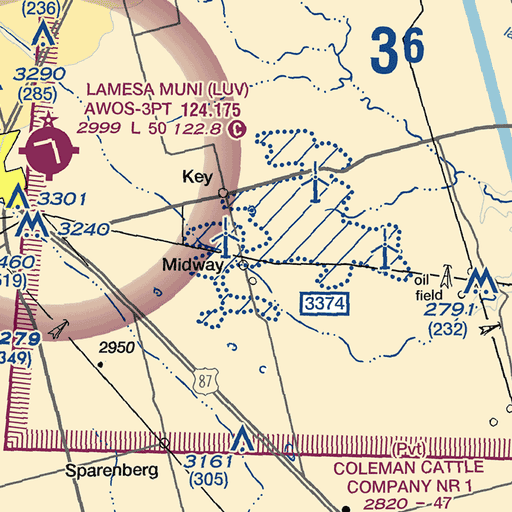 (236)
3290
(285)
36
LAMESA MUNI (LUV)
AWOS-3PT 124.175
2999 L 50 122.8 C
Key
3301
3240
460
519)
Midway
oil
field
3374
2791
(232)
279
349)
2950
87
3161
(305)
Sparenberg
(Pvt)
COLEMAN CATTLE
COMPANY NR 1
2820 - 47